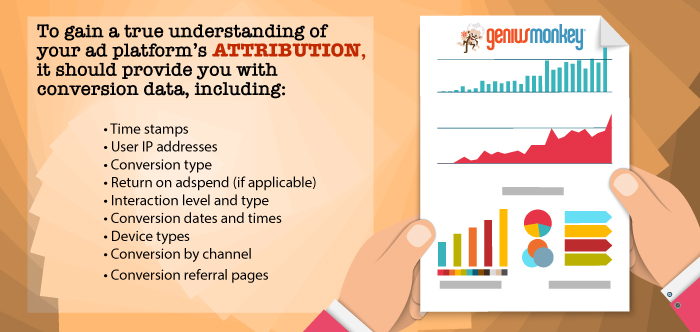 To gain a true understanding of
your ad platform's ATTRIBUTION,
it should provide you with
conversion data, including:
• Time stamps
• User IP addresses
• Conversion type
• Return on adspend (if applicable)
• Interaction level and type
• Conversion dates and times
• Device types
• Conversion by channel
• Conversion referral pages
geniusmonkey